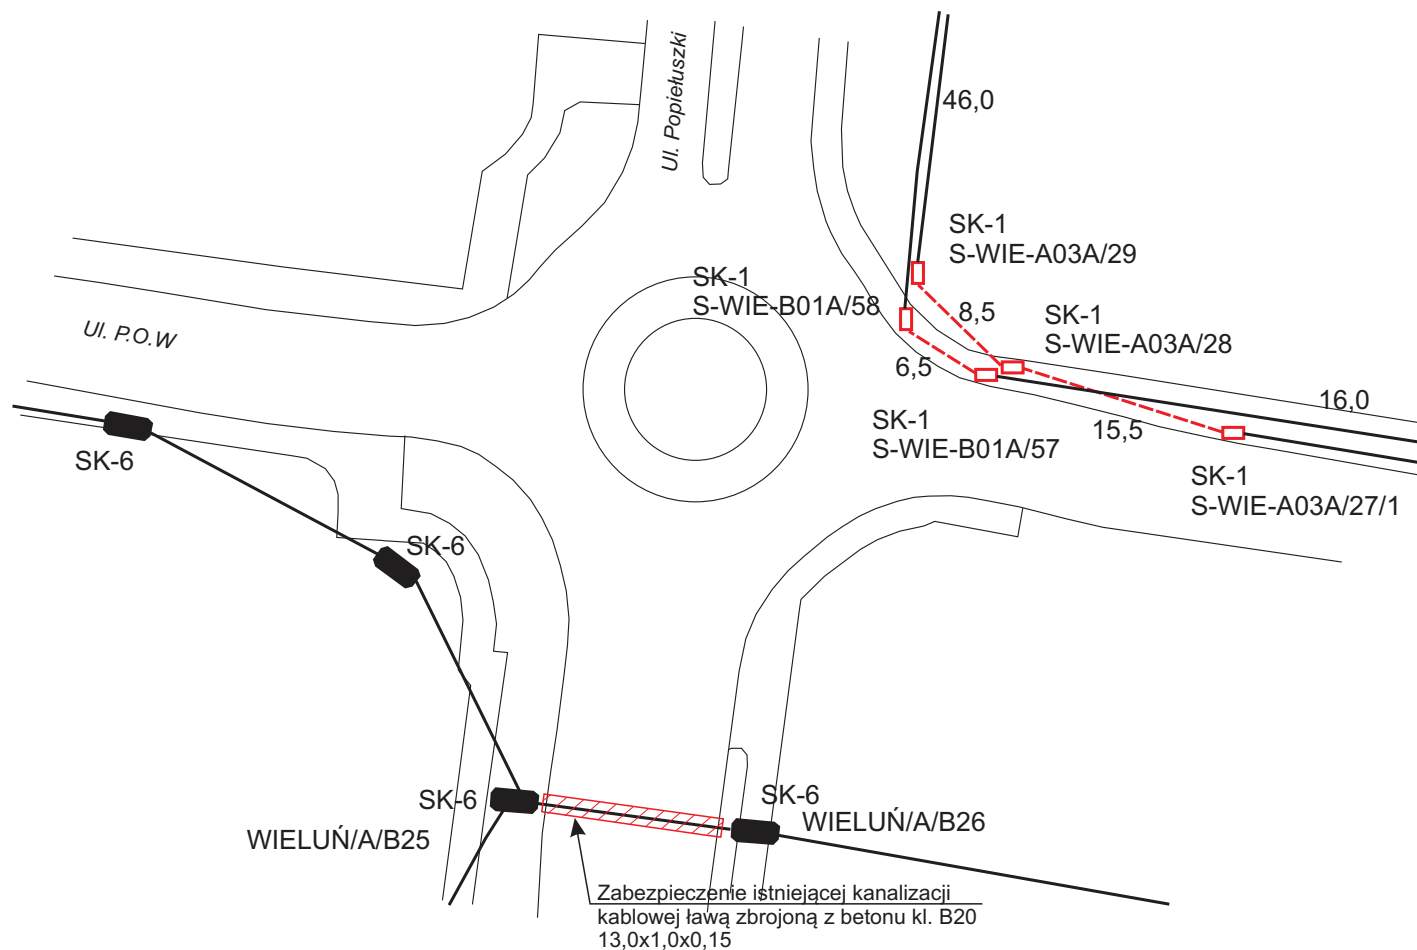 Ul. Popiełuszki
46,0
SK-1
S-WIE-A03A/29
SK-1
S-WIE-B01A/58
8,5
SK-1
S-WIE-A03A/28
Ul. P.O.W
6,5
16,0
SK-1
S-WIE-B01A/57
15,5
SK-6
SK-1
S-WIE-A03A/27/1
SK-6
SK-6
WIELUŃ/A/B25
SK-6
WIELUŃ/A/B26
Zabezpieczenie istniejącej kanalizacji
kablowej ławą zbrojoną z betonu kl. B20
13,0x1,0x0,15